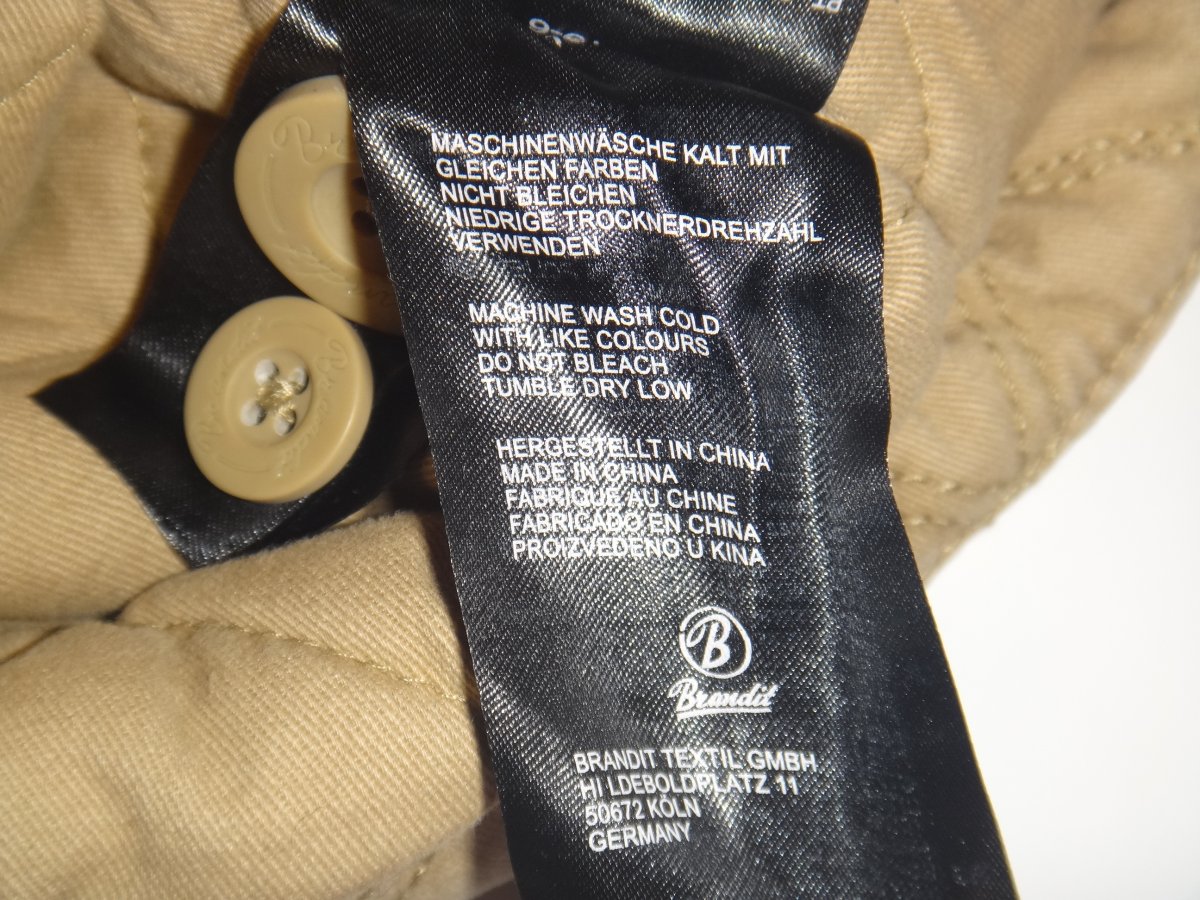 MASCHINENWÄSCHE KALT MIT
GLEICHEN FARBEN
NICHT BLEICHEN
NIEDRIGE TROCKNERDREHZAHL
VERWENDEN
MACHINE WASH COLD
WITH LIKE COLOURS
DO NOT BLEACH
TUMBLE DRY LOW
HERGESTELLT IN CHINA
MADE IN CHINA
FABRIQUE AU CHINE
FABRICADO EN CHINA
PROIZVEDENO U KINA
B
Brandit
BRANDIT TEXTIL GMBH
HI LDEBOLDPLATZ 11
50672 KÖLN
GERMANY